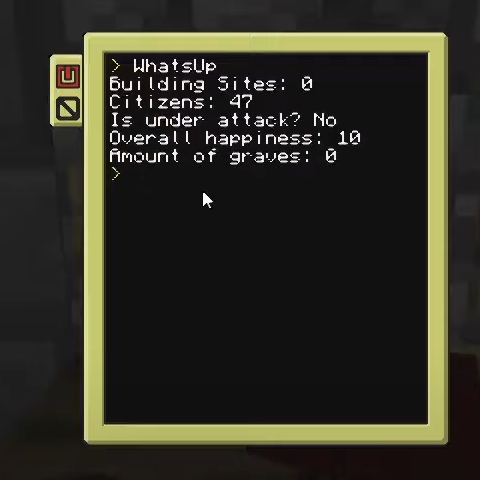 > WhatsUp
Building Sites: 0
Citizens: 47
Is under attack? No
Overall happiness: 10
Amount of graves: 0
>